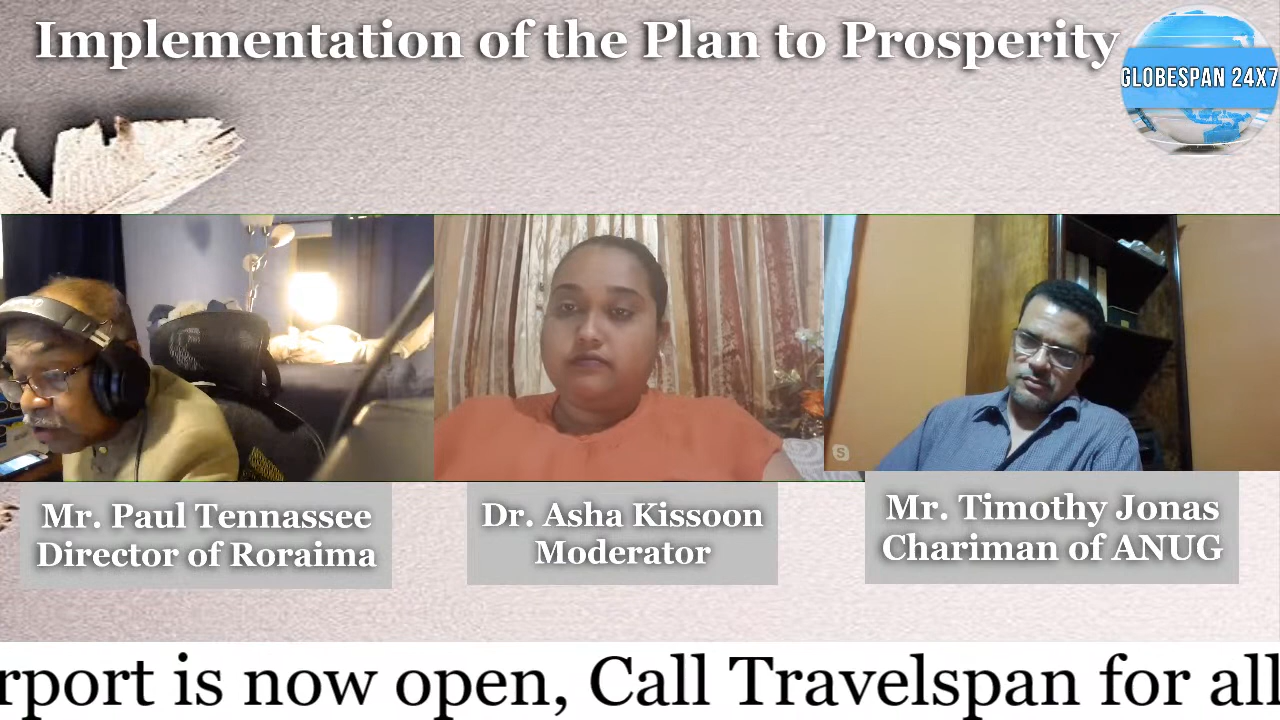 Implementation of the Plan to Prosperity
GLOBESPAN 24X7
Mr. Paul Tennassee
Director of Roraima
Dr. Asha Kissoon
Moderator
Mr. Timothy Jonas
Chariman of ANUG
rport is now open, Call Travelspan for all